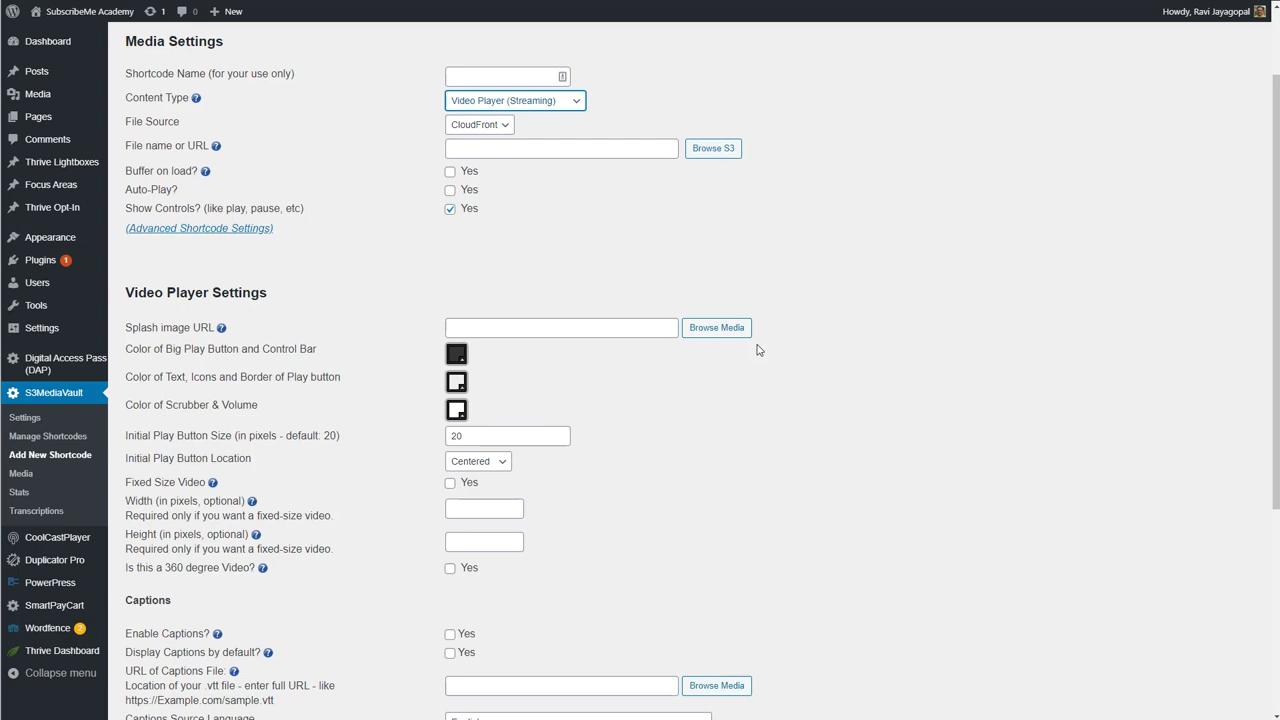 SubscribeMe Academy 1 0 New Howdy, Ravi Jayagopal
Dashboard
Posts
Media
Pages
Comments
Thrive Lightboxes
Focus Areas
Thrive Opt-In
Appearance
Plugins 1
Users
Tools
Settings
Digital Access Pass
(DAP)
S3MediaVault
Settings
Manage Shortcodes
Add New Shortcode
Media
Stats
Transcriptions
CoolCastPlayer
Duplicator Pro
PowerPress
SmartPayCart
Wordfence 2
Thrive Dashboard
Collapse menu
Media Settings
Shortcode Name (for your use only)
Content Type ? Video Player (Streaming)
File Source CloudFront
File name or URL ? Browse S3
Buffer on load? ? Yes
Auto-Play? Yes
Show Controls? (like play, pause, etc) Yes
(Advanced Shortcode Settings)
Video Player Settings
Splash image URL ? Browse Media
Color of Big Play Button and Control Bar
Color of Text, Icons and Border of Play button
Color of Scrubber & Volume
Initial Play Button Size (in pixels - default: 20) 20
Initial Play Button Location Centered
Fixed Size Video ? Yes
Width (in pixels, optional) ?
Required only if you want a fixed-size video.
Height (in pixels, optional) ?
Required only if you want a fixed-size video.
Is this a 360 degree Video? ? Yes
Captions
Enable Captions? ? Yes
Display Captions by default? ? Yes
URL of Captions File: ?
Location of your .vtt file - enter full URL - like Browse Media
https://Example.com/sample.vtt
Captions Source Language English